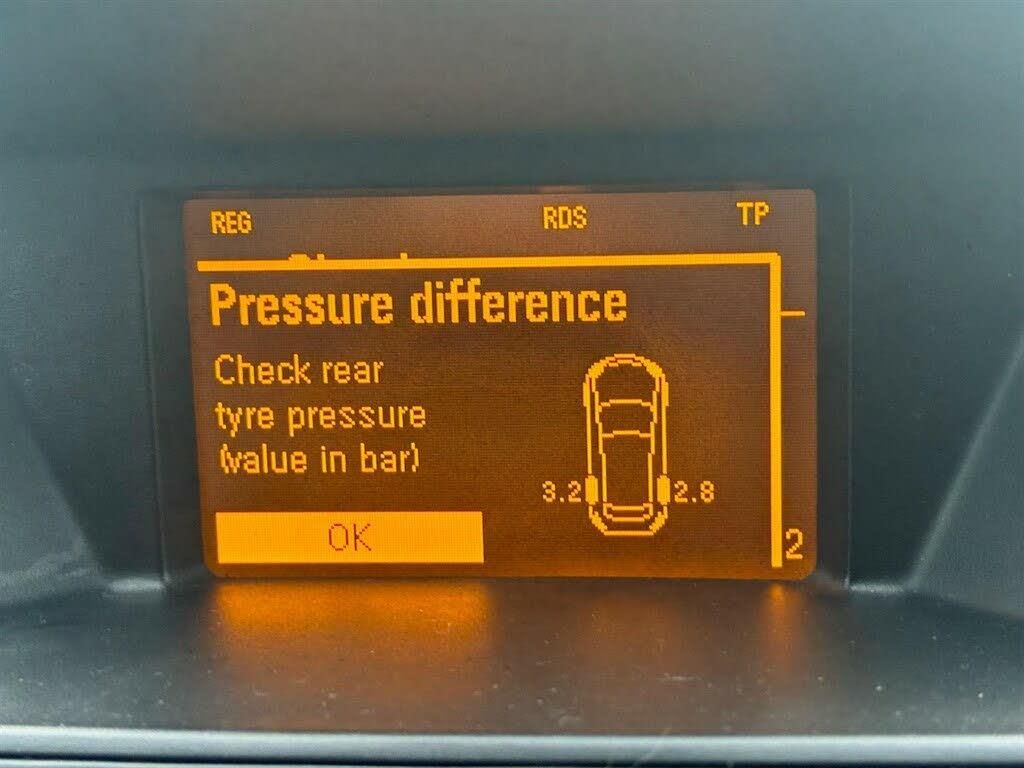 REG RDS TP
Pressure difference
Check rear
tyre pressure
(value in bar)
3.2 2.8
OK
2